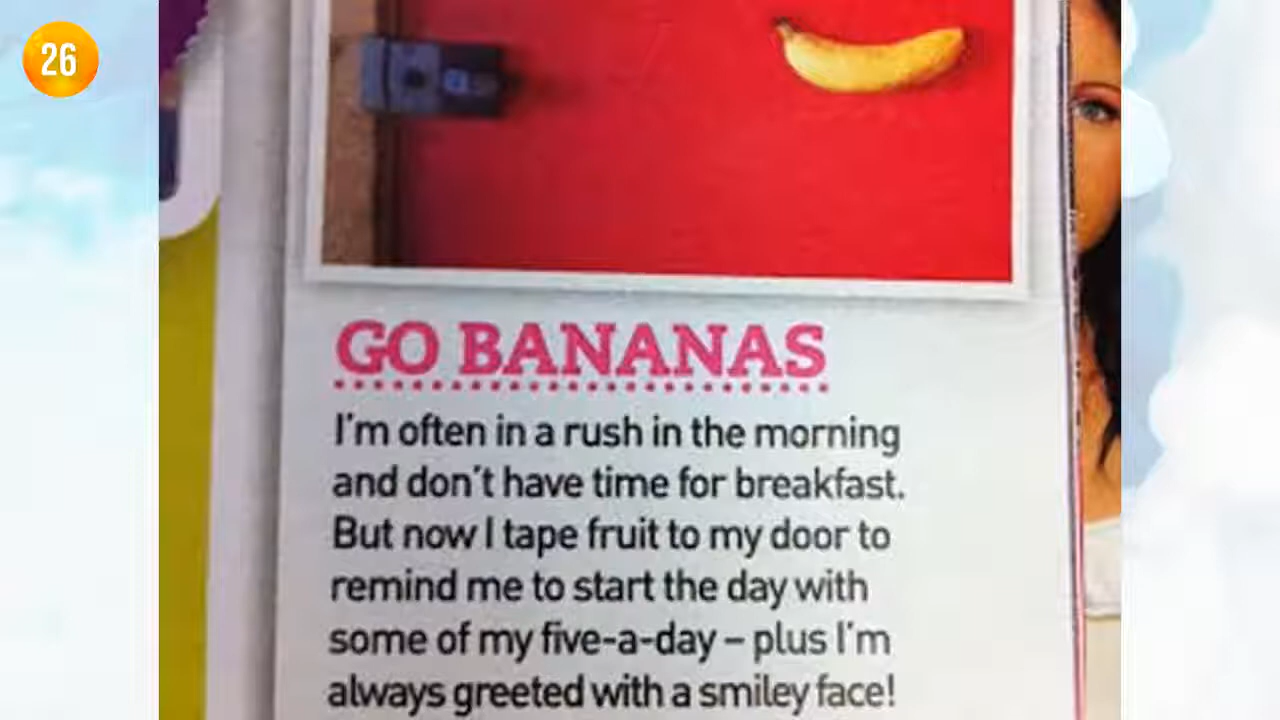 26
GO BANANAS
I'm often in a rush in the morning
and don't have time for breakfast.
But now I tape fruit to my door to
remind me to start the day with
some of my five-a-day – plus I'm
always greeted with a smiley face!